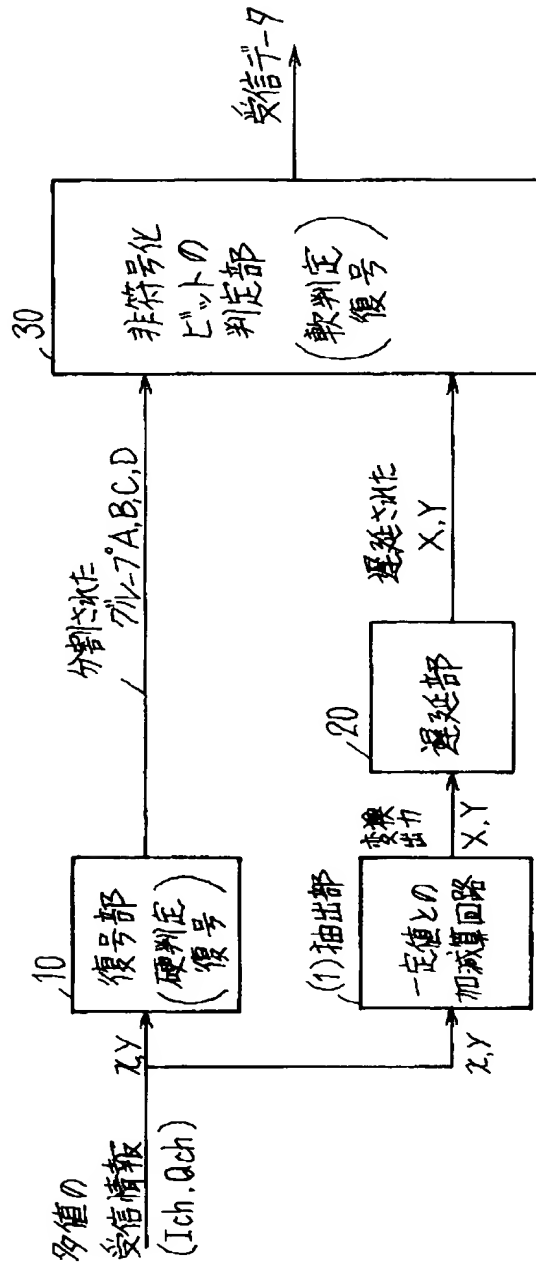 多値の
受信情報
(Ich.Qch)
x,Y
10
復号部
(硬判定
復号)
分割された
グループA,B,C,D
x,Y
(1)抽出部
一定値との
加減算回路
変換
出力
X,Y
20
遅延部
遅延された
X,Y
30
非符号化
ビットの
判定部
(軟判定
復号)
受信データ